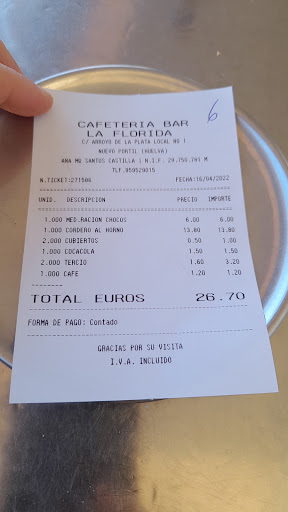 6
CAFETERIA BAR
LA FLORIDA
C/ ARROYO DE LA PLATA LOCAL NO 1
NUEVO PORTIL (HUELVA)
ANA Mª SANTOS CASTILLA | N.I.F. 29.750.781 M
TLF.959520015
N.TICKET:271506 FECHA:16/04/2022
UNID. DESCRIPCION PRECIO IMPORTE
1.000 MED.RACION CHOCOS 6.00 6.00
1.000 CORDERO AL HORNO 13.80 13.80
2.000 CUBIERTOS 0.50 1.00
1.000 COCACOLA 1.50 1.50
2.000 TERCIO 1.60 3.20
1.000 CAFE 1.20 1.20
TOTAL EUROS 26.70
FORMA DE PAGO: Contado
GRACIAS POR SU VISITA
I.V.A. INCLUIDO